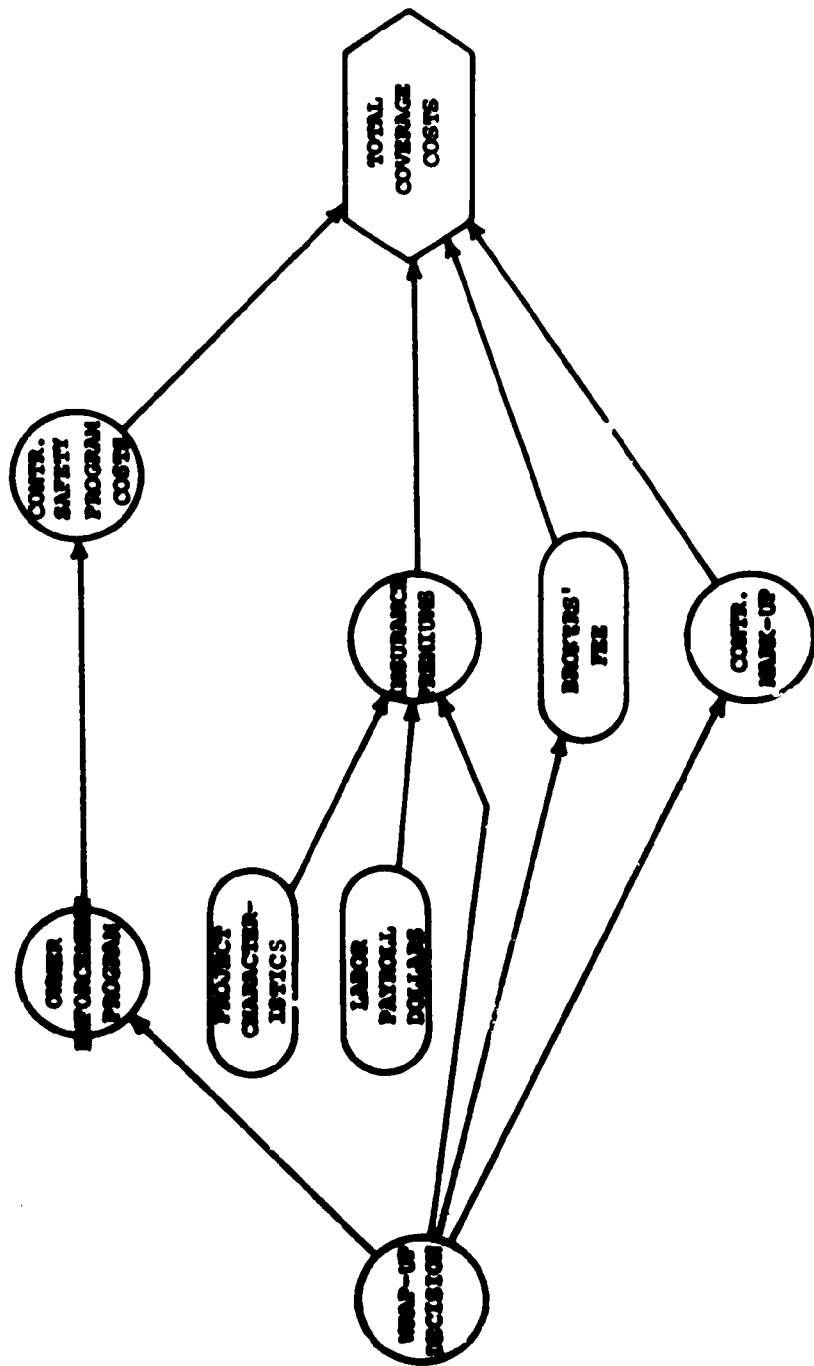 TOTAL
COVERAGE
COSTS
CONTR.
SAFETY
PROGRAM
COSTS
INSURANCE
PREMIUMS
BROKERS'
FEE
CONTR.
MARK-UP
OWNER
ENFORCEMENT
PROGRAM
PROJECT
CHARACTER-
ISTICS
LABOR
PAYROLL
DOLLARS
WRAP-UP
DECISION